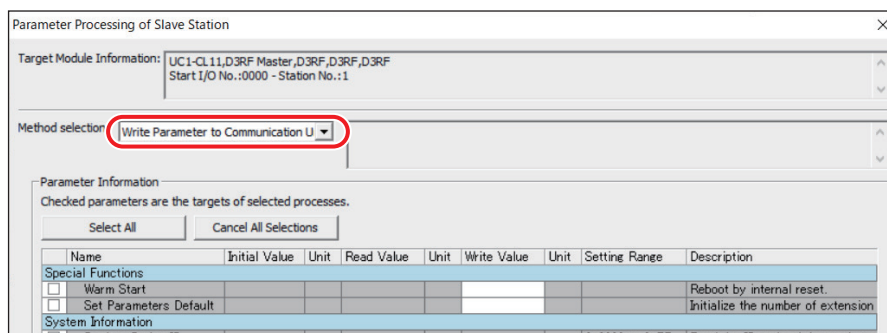 Parameter Processing of Slave Station
Target Module Information: UC1-CL11,D3RF Master,D3RF,D3RF,D3RF
Start I/O No.:0000 - Station No.:1
Method selection Write Parameter to Communication U
Parameter Information
Checked parameters are the targets of selected processes.
Select All Cancel All Selections
Name Initial Value Unit Read Value Unit Write Value Unit Setting Range Description
Special Functions
Warm Start Reboot by internal reset.
Set Parameters Default Initialize the number of extension
System Information